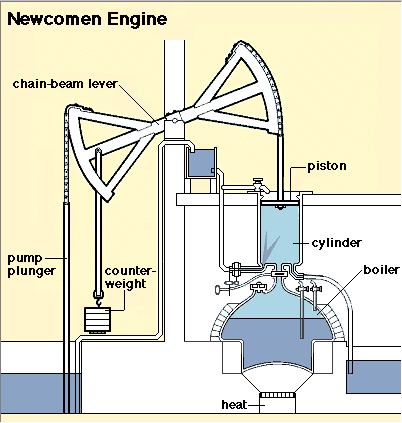 Newcomen Engine
chain-beam lever
piston
cylinder
boiler
pump
plunger
counter-
weight
heat